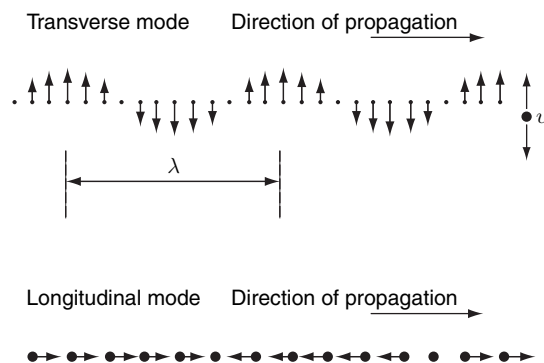 Transverse mode Direction of propagation
λ
υ
Longitudinal mode Direction of propagation